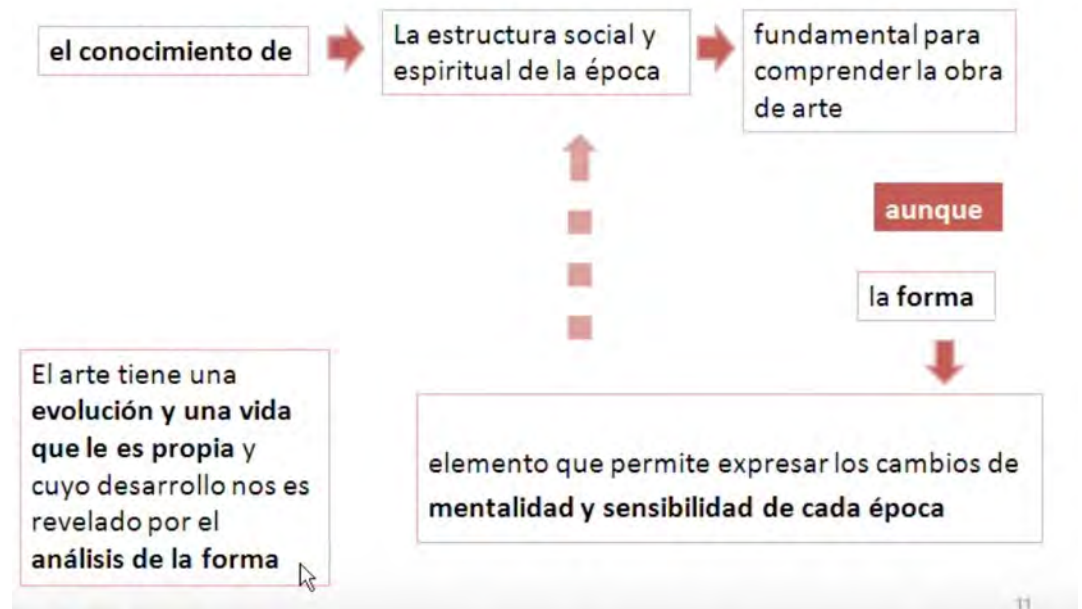 el conocimiento de
La estructura social y
espiritual de la época
fundamental para
comprender la obra
de arte
aunque
la forma
elemento que permite expresar los cambios de
mentalidad y sensibilidad de cada época
El arte tiene una
evolución y una vida
que le es propia y
cuyo desarrollo nos es
revelado por el
análisis de la forma
11